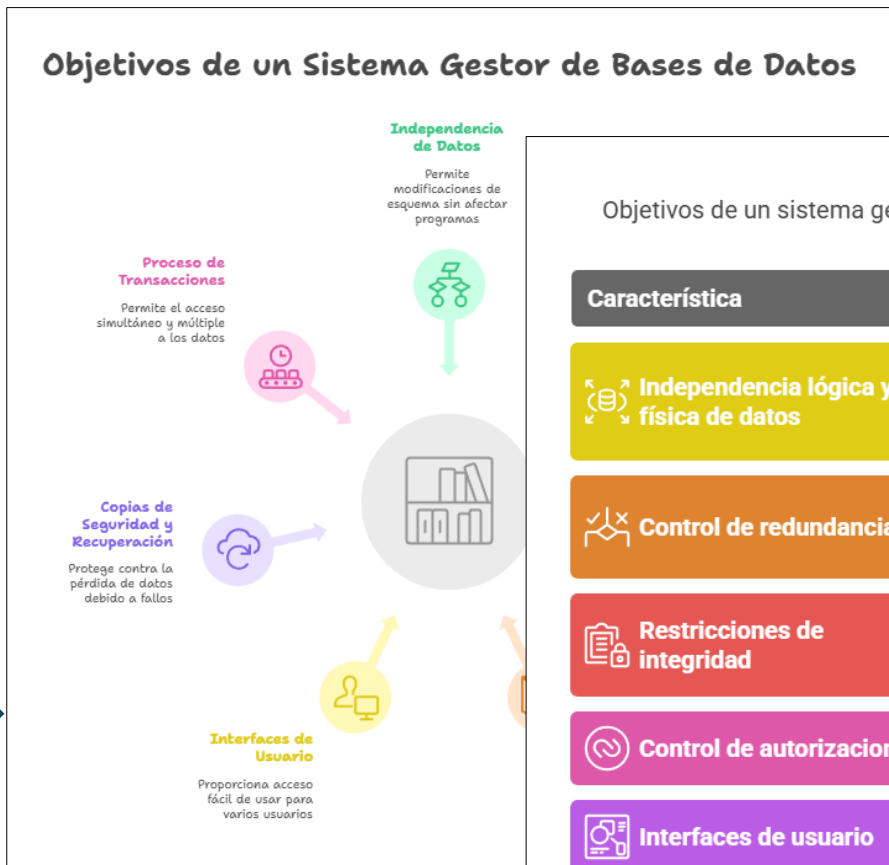 Objetivos de un Sistema Gestor de Bases de Datos
Independencia
de Datos
Permite
modificaciones de
esquema sin afectar
programas
Proceso de
Transacciones
Permite el acceso
simultáneo y múltiple
a los datos
Copias de
Seguridad y
Recuperación
Protege contra la
pérdida de datos
debido a fallos
Interfaces de
Usuario
Proporciona acceso
fácil de usar para
varios usuarios
Objetivos de un sistema
Característica
Independencia lógica y
física de datos
Control de redundancia
Restricciones de
integridad
Control de
Interfaces de usuario